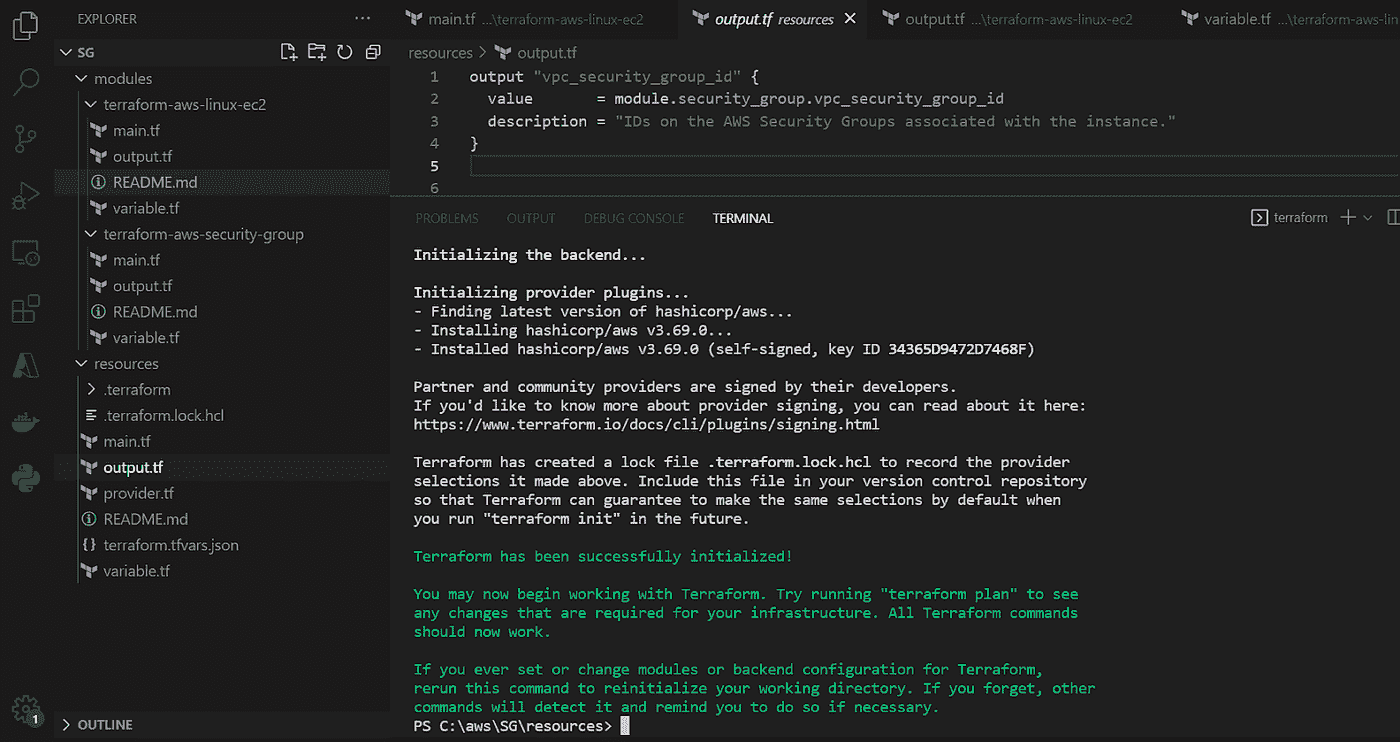 EXPLORER
···
SG
modules
terraform-aws-linux-ec2
main.tf
output.tf
README.md
variable.tf
terraform-aws-security-group
main.tf
output.tf
README.md
variable.tf
resources
.terraform
.terraform.lock.hcl
main.tf
output.tf
provider.tf
README.md
{} terraform.tfvars.json
variable.tf
OUTLINE
1
main.tf ...\terraform-aws-linux-ec2
output.tf resources
output.tf ...\terraform-aws-linux-ec2
variable.tf ...\terraform-aws-lin
resources > output.tf
1 output "vpc_security_group_id" {
2 value = module.security_group.vpc_security_group_id
3 description = "IDs on the AWS Security Groups associated with the instance."
4 }
5
6
PROBLEMS OUTPUT DEBUG CONSOLE TERMINAL
terraform
Initializing the backend...
Initializing provider plugins...
- Finding latest version of hashicorp/aws...
- Installing hashicorp/aws v3.69.0...
- Installed hashicorp/aws v3.69.0 (self-signed, key ID 34365D9472D7468F)
Partner and community providers are signed by their developers.
If you'd like to know more about provider signing, you can read about it here:
https://www.terraform.io/docs/cli/plugins/signing.html
Terraform has created a lock file .terraform.lock.hcl to record the provider
selections it made above. Include this file in your version control repository
so that Terraform can guarantee to make the same selections by default when
you run "terraform init" in the future.
Terraform has been successfully initialized!
You may now begin working with Terraform. Try running "terraform plan" to see
any changes that are required for your infrastructure. All Terraform commands
should now work.
If you ever set or change modules or backend configuration for Terraform,
rerun this command to reinitialize your working directory. If you forget, other
commands will detect it and remind you to do so if necessary.
PS C:\aws\SG\resources>